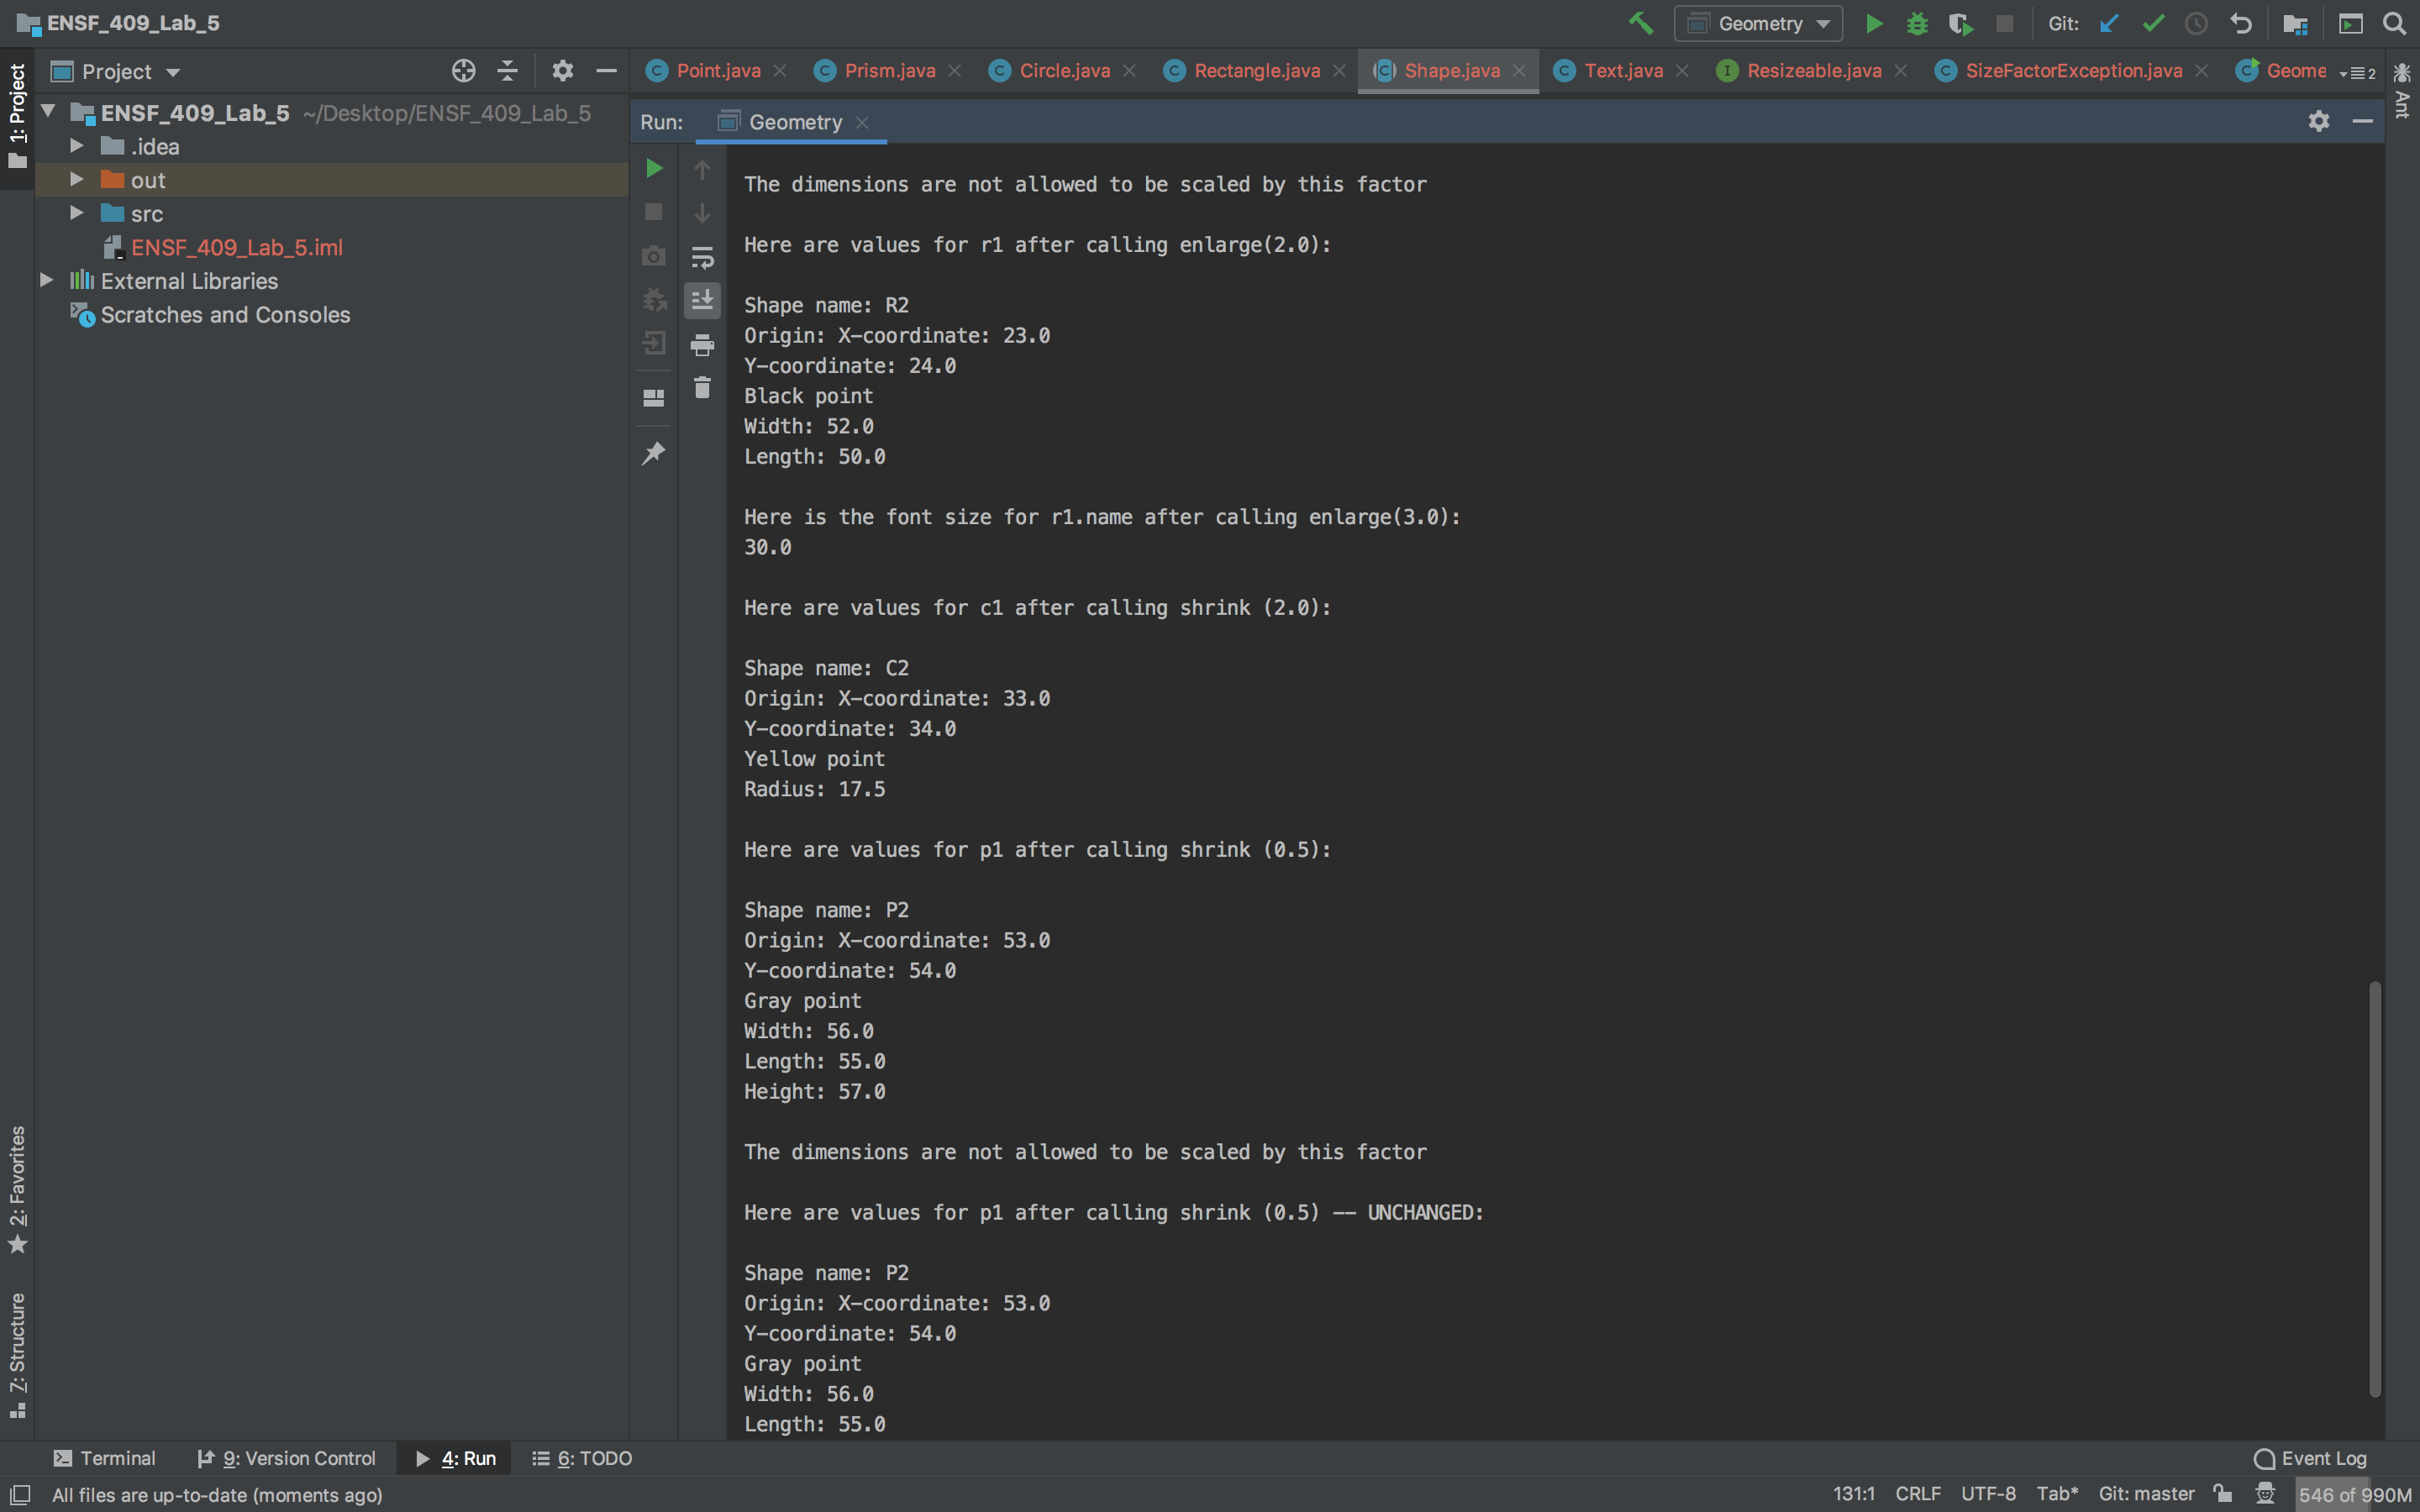 ENSF_409_Lab_5
Geometry
Git:
1: Project
Project
Point.java
Prism.java
Circle.java
Rectangle.java
Shape.java
Text.java
Resizeable.java
SizeFactorException.java
Geome
2
Ant
ENSF_409_Lab_5 ~/Desktop/ENSF_409_Lab_5
.idea
out
src
ENSF_409_Lab_5.iml
External Libraries
Scratches and Consoles
Run:
Geometry
The dimensions are not allowed to be scaled by this factor
Here are values for r1 after calling enlarge(2.0):
Shape name: R2
Origin: X-coordinate: 23.0
Y-coordinate: 24.0
Black point
Width: 52.0
Length: 50.0
Here is the font size for r1.name after calling enlarge(3.0):
30.0
Here are values for c1 after calling shrink (2.0):
Shape name: C2
Origin: X-coordinate: 33.0
Y-coordinate: 34.0
Yellow point
Radius: 17.5
Here are values for p1 after calling shrink (0.5):
Shape name: P2
Origin: X-coordinate: 53.0
Y-coordinate: 54.0
Gray point
Width: 56.0
Length: 55.0
Height: 57.0
The dimensions are not allowed to be scaled by this factor
Here are values for p1 after calling shrink (0.5) -- UNCHANGED:
Shape name: P2
Origin: X-coordinate: 53.0
Y-coordinate: 54.0
Gray point
Width: 56.0
Length: 55.0
2: Favorites
7: Structure
Terminal
9: Version Control
4: Run
6: TODO
Event Log
All files are up-to-date (moments ago)
131:1 CRLF UTF-8 Tab* Git: master 546 of 990M